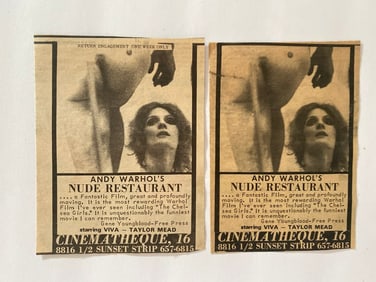 RETURN ENGAGEMENT ONE WEEK ONLY
ANDY WARHOL'S
NUDE RESTAURANT
....a Fantastic Film, great and profoundly
moving. It is the most rewarding Warhol
Film I've ever seen including "The Chel-
sea Girls." It is unquestionably the funniest
movie I can remember.
Gene Youngblood-Free Press
starring VIVA — TAYLOR MEAD
CINEMATHEQUE, 16
8816 1/2 SUNSET STRIP 657-6815
ANDY WARHOL'S
NUDE RESTAURANT
....a Fantastic Film, great and profoundly
moving. It is the most rewarding Warhol
Film I've ever seen including "The Chel-
sea Girls." It is unquestionably the funniest
movie I can remember.
Gene Youngblood-Free Press
starring VIVA — TAYLOR MEAD
CINEMATHEQUE, 16
8816 1/2 SUNSET STRIP 657-6815